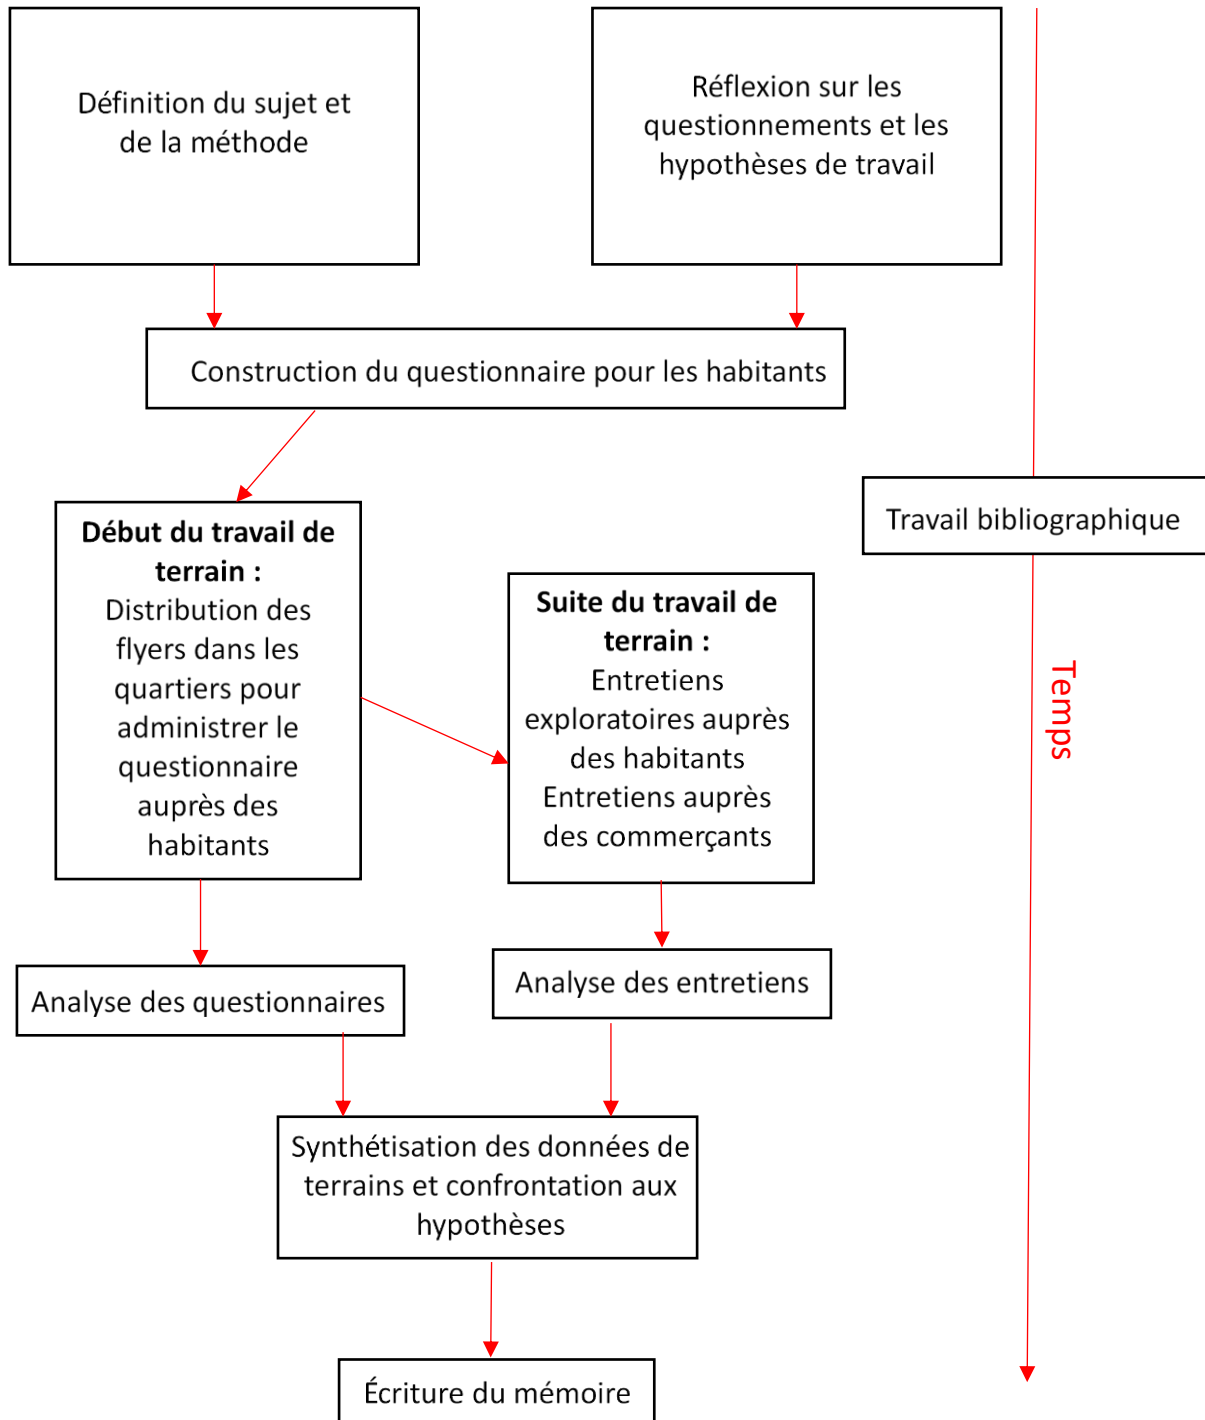 Définition du sujet et
de la méthode
Réflexion sur les
questionnements et les
hypothèses de travail
Construction du questionnaire pour les habitants
Travail bibliographique
Début du travail de
terrain :
Distribution des
flyers dans les
quartiers pour
administrer le
questionnaire
auprès des
habitants
Suite du travail de
terrain :
Entretiens
exploratoires auprès
des habitants
Entretiens auprès
des commerçants
Temps
Analyse des questionnaires
Analyse des entretiens
Synthétisation des données de
terrains et confrontation aux
hypothèses
Écriture du mémoire